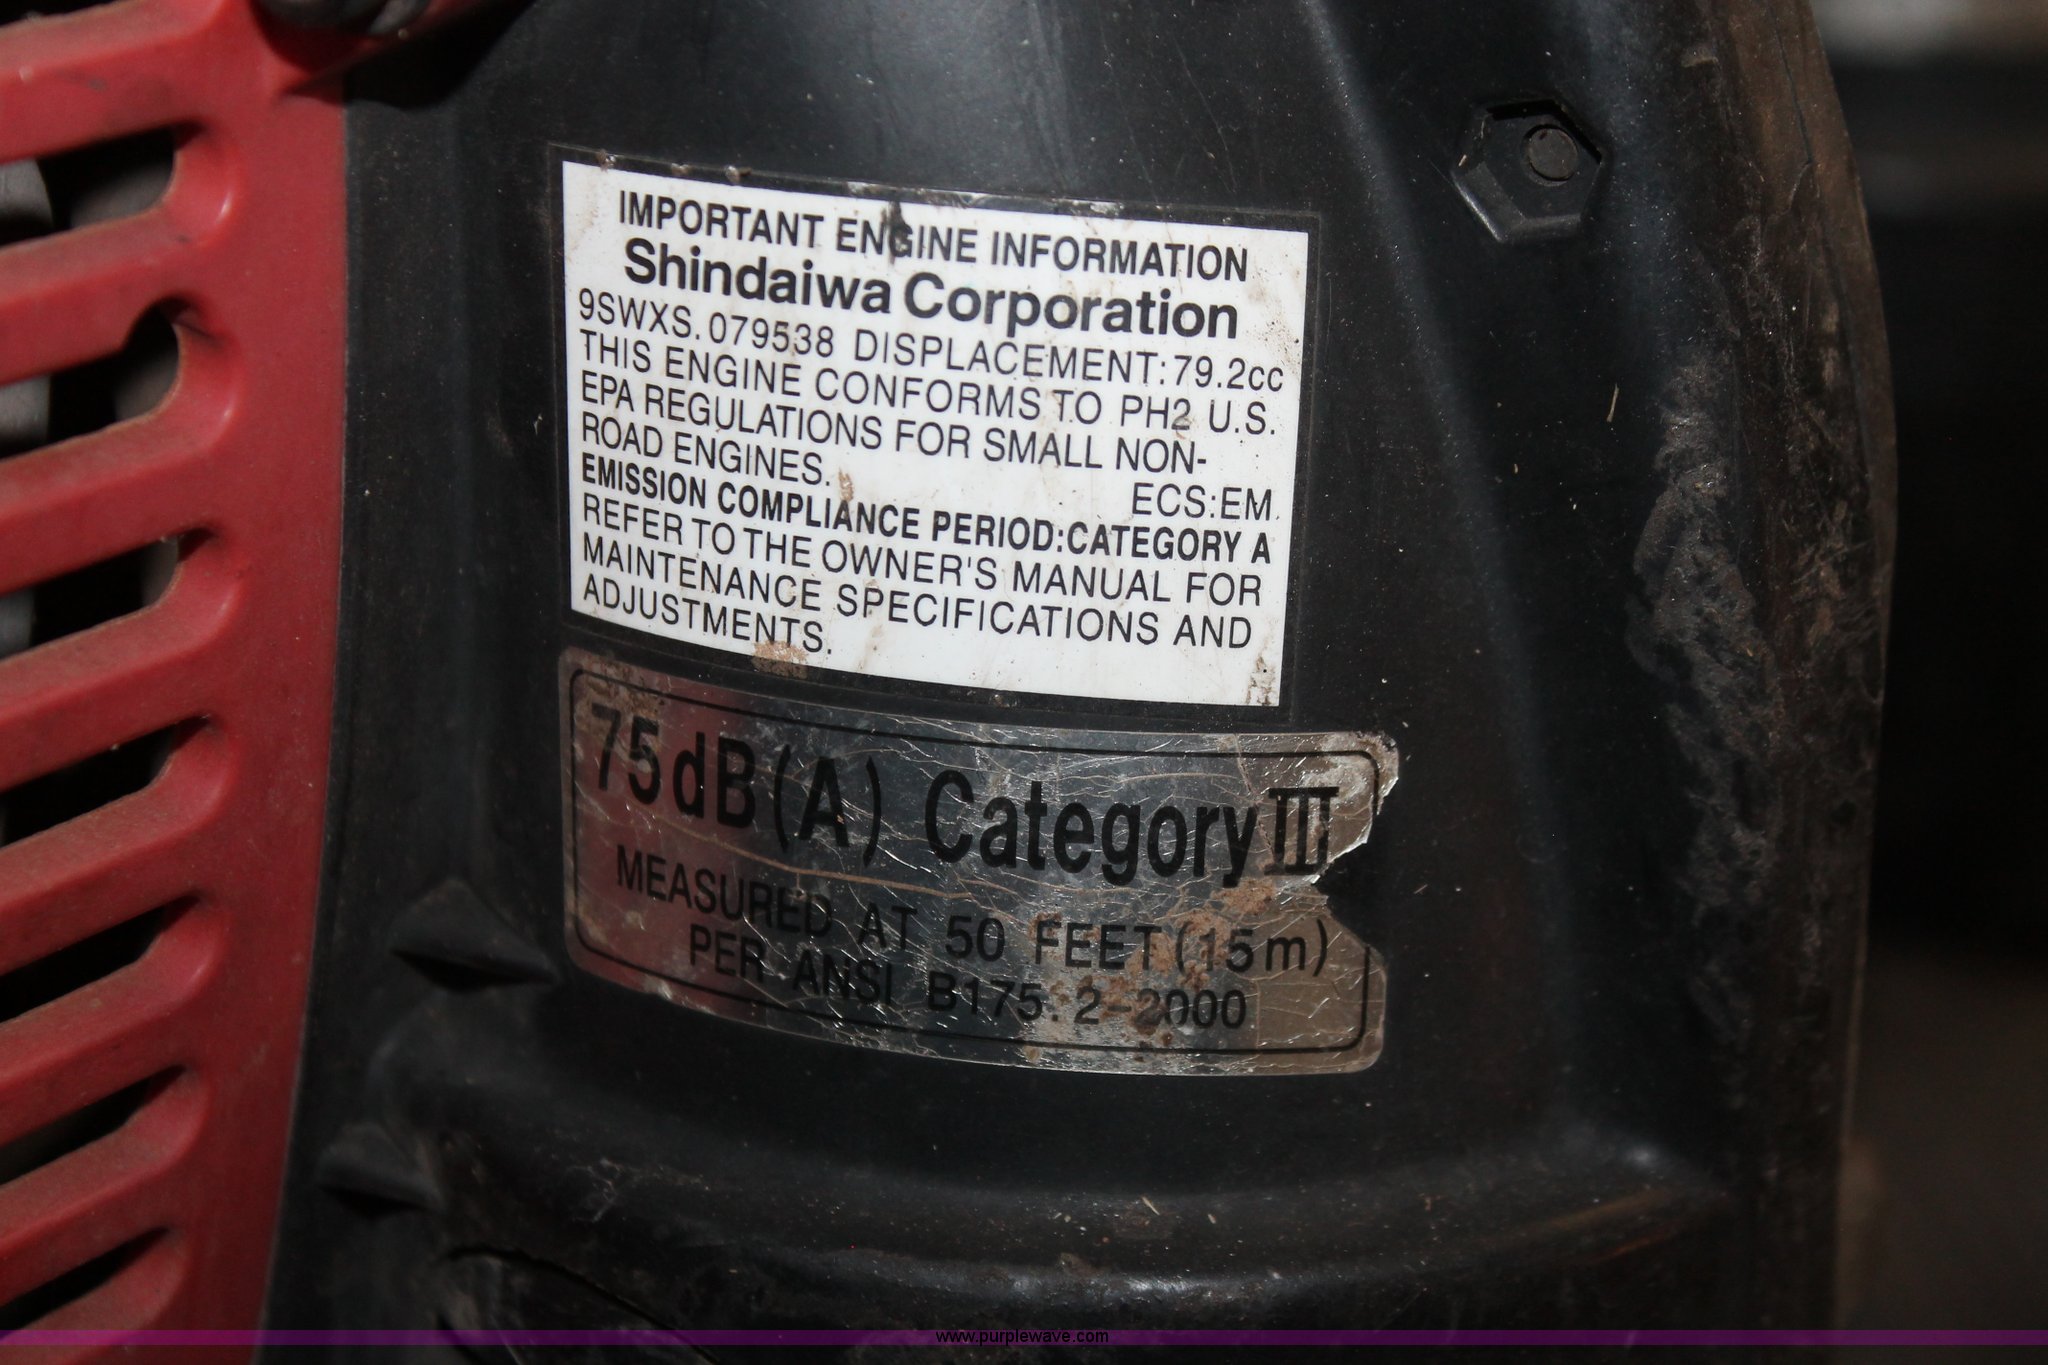 IMPORTANT ENGINE INFORMATION
Shindaiwa Corporation
9SWXS.079538 DISPLACEMENT:79.2cc
THIS ENGINE CONFORMS TO PH2 U.S.
EPA REGULATIONS FOR SMALL NON-
ROAD ENGINES.
ECS:EM
EMISSION COMPLIANCE PERIOD:CATEGORY A
REFER TO THE OWNER'S MANUAL FOR
MAINTENANCE SPECIFICATIONS AND
ADJUSTMENTS.
75dB(A) Category III
MEASURED AT 50 FEET(15m)
PER ANSI B175.2-2000
www.purplewave.com